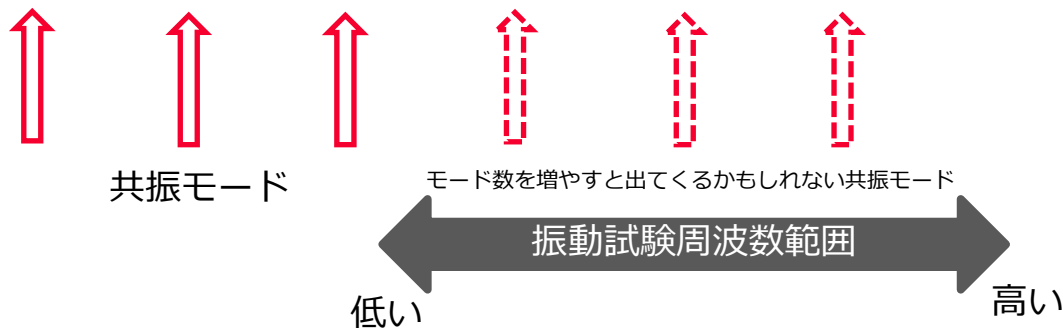 共振モード
モード数を増やすと出てくるかもしれない共振モード
振動試験周波数範囲
低い
高い